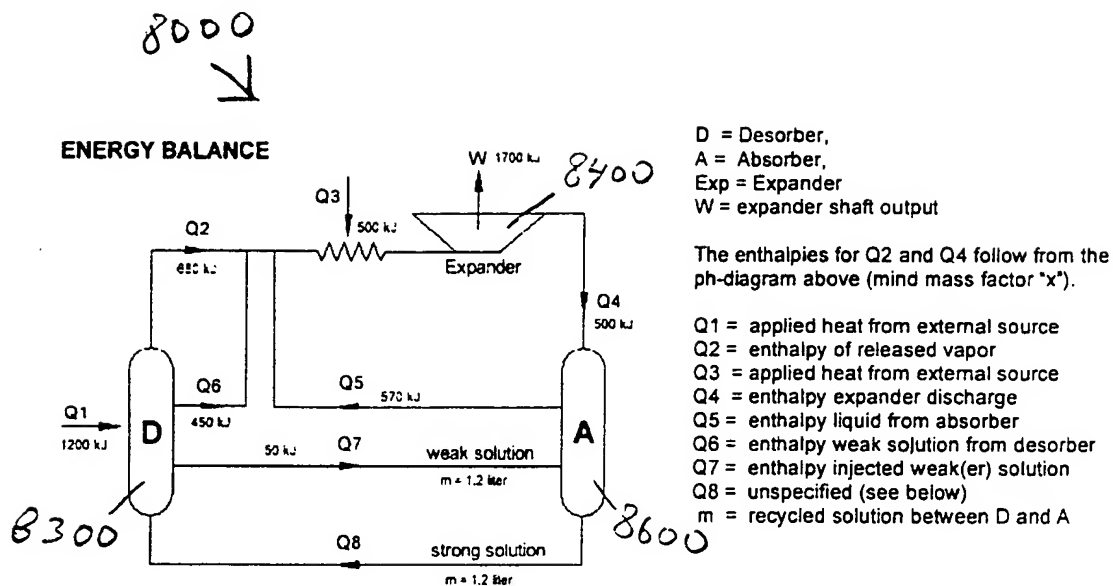 8000
ENERGY BALANCE
W 1700 kJ
8400
Q3
500 kJ
Q2
680 kJ
Expander
Q4
500 kJ
Q6
450 kJ
Q5
570 kJ
Q1
1200 kJ
D
A
50 kJ
Q7
weak solution
m = 1,2 liter
8300
8600
Q8
strong solution
m = 1,2 liter
D = Desorber,
A = Absorber,
Exp = Expander
W = expander shaft output
The enthalpies for Q2 and Q4 follow from the
ph-diagram above (mind mass factor "x").
Q1 = applied heat from external source
Q2 = enthalpy of released vapor
Q3 = applied heat from external source
Q4 = enthalpy expander discharge
Q5 = enthalpy liquid from absorber
Q6 = enthalpy weak solution from desorber
Q7 = enthalpy injected weak(er) solution
Q8 = unspecified (see below)
m = recycled solution between D and A